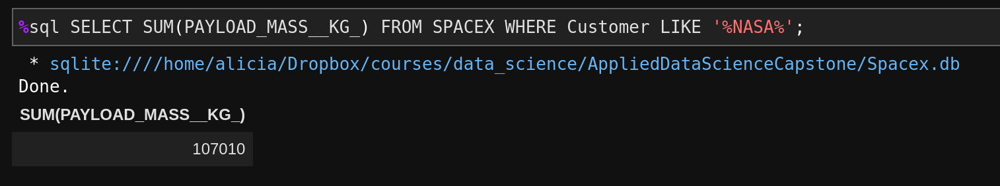 %sql SELECT SUM(PAYLOAD_MASS__KG_) FROM SPACEX WHERE Customer LIKE '%NASA%';
* sqlite:////home/alicia/Dropbox/courses/data_science/AppliedDataScienceCapstone/Spacex.db
Done.
SUM(PAYLOAD_MASS__KG_)
107010